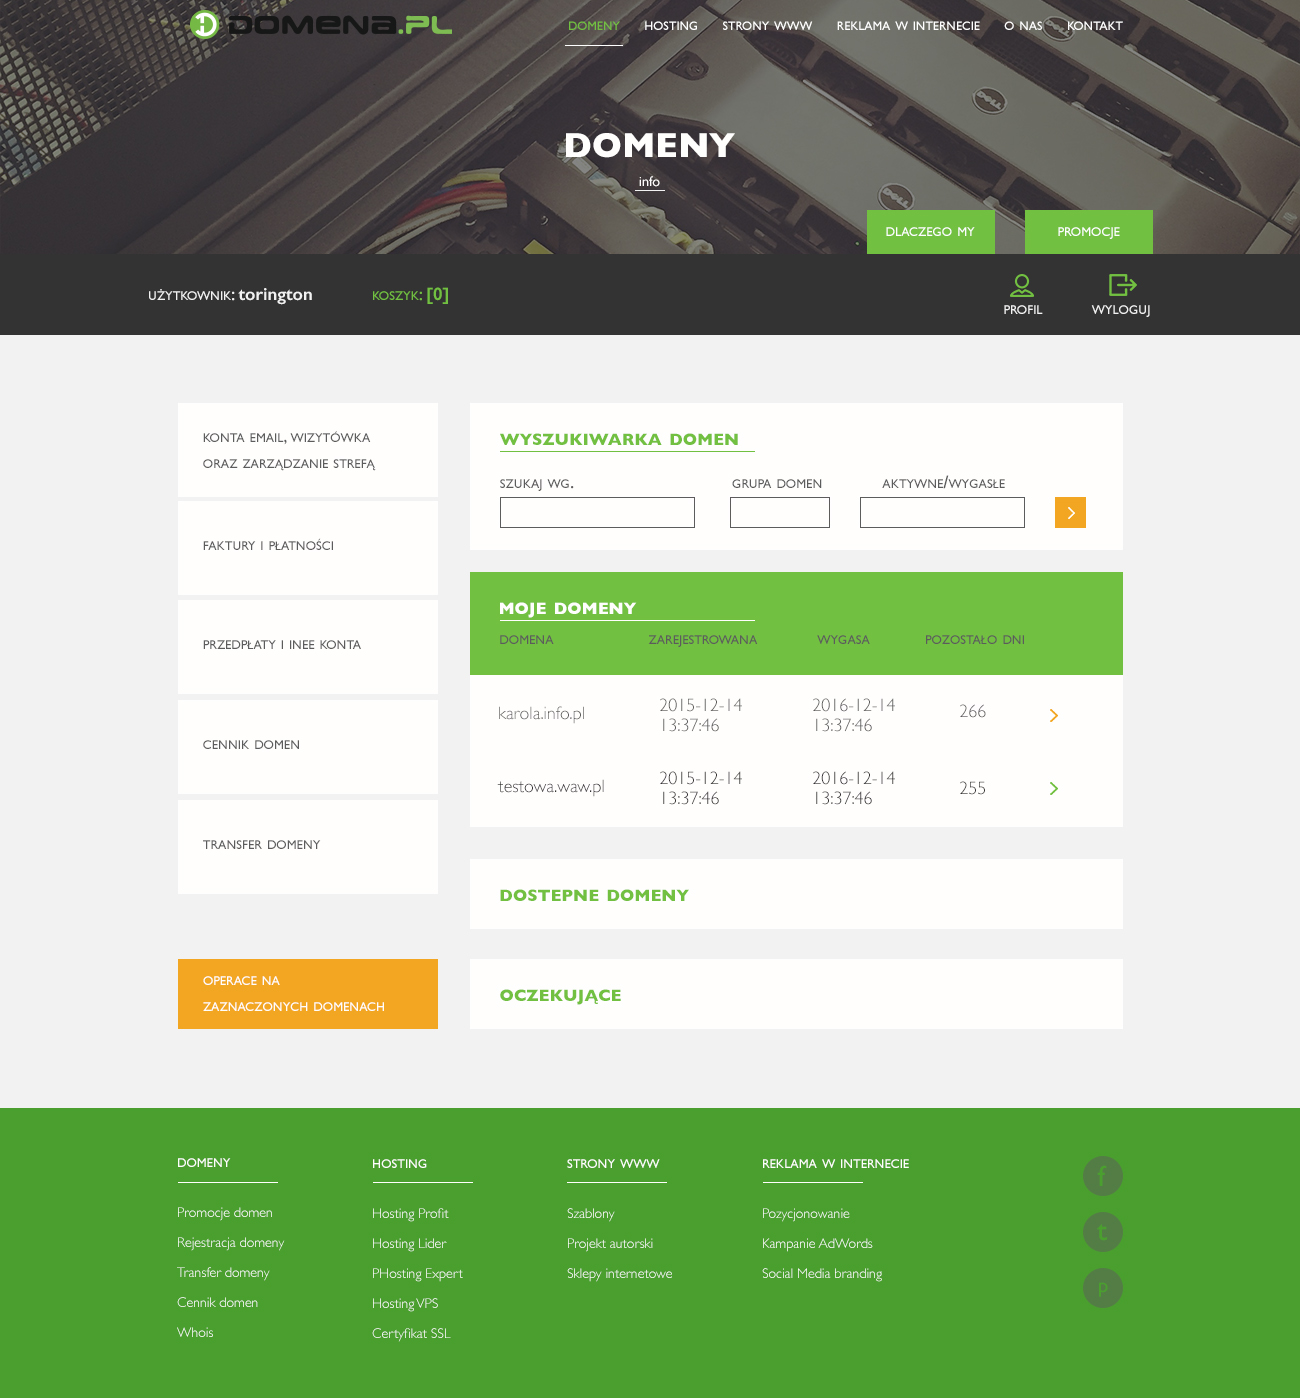 DOMENA.PL
DOMENY HOSTING STRONY WWW REKLAMA W INTERNECIE O NAS KONTAKT
DELL
DELL
DOMENY
info
DLACZEGO MY PROMOCJE
UŻYTKOWNIK: torington KOSZYK: [0]
PROFIL WYLOGUJ
KONTA EMAIL, WIZYTÓWKA
ORAZ ZARZĄDZANIE STREFĄ
FAKTURY I PŁATNOŚCI
PRZEDPŁATY I INEE KONTA
CENNIK DOMEN
TRANSFER DOMENY
OPERACE NA
ZAZNACZONYCH DOMENACH
WYSZUKIWARKA DOMEN
SZUKAJ WG. GRUPA DOMEN AKTYWNE/WYGASŁE
MOJE DOMENY
DOMENA ZAREJESTROWANA WYGASA POZOSTAŁO DNI
karola.info.pl 2015-12-14 13:37:46 2016-12-14 13:37:46 266
testowa.waw.pl 2015-12-14 13:37:46 2016-12-14 13:37:46 255
DOSTEPNE DOMENY
OCZEKUJĄCE
DOMENY
Promocje domen
Rejestracja domeny
Transfer domeny
Cennik domen
Whois
HOSTING
Hosting Profit
Hosting Lider
PHosting Expert
Hosting VPS
Certyfikat SSL
STRONY WWW
Szablony
Projekt autorski
Sklepy internetowe
REKLAMA W INTERNECIE
Pozycjonowanie
Kampanie AdWords
Social Media branding
f
t
p